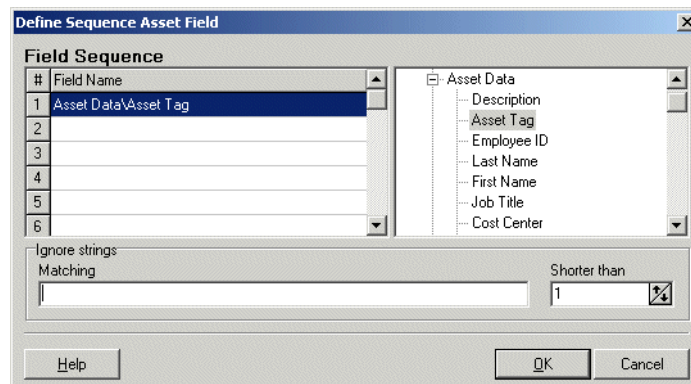 Define Sequence Asset Field
Field Sequence
# Field Name
1 Asset Data\Asset Tag
2
3
4
5
6
Asset Data
Description
Asset Tag
Employee ID
Last Name
First Name
Job Title
Cost Center
Ignore strings
Matching
Shorter than
1
Help
OK
Cancel